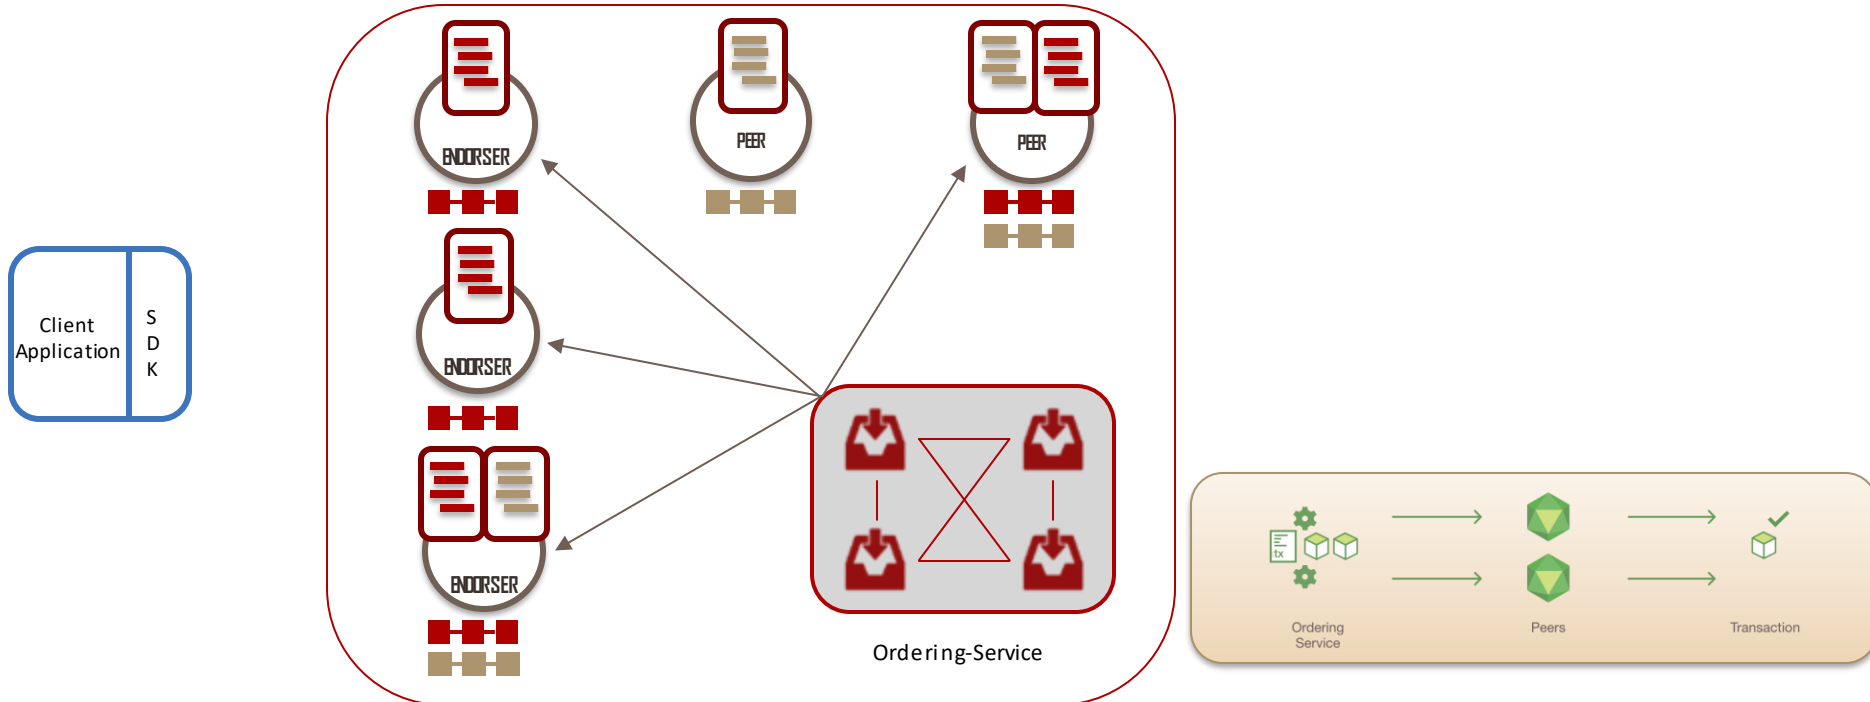 ENDORSER
PEER
PEER
ENDORSER
Client
Application
S
D
K
ENDORSER
Ordering-Service
tx
Ordering
Service
Peers
Transaction